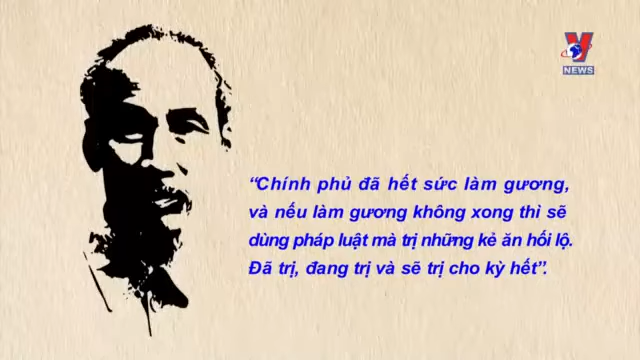 V
NEWS
“Chính phủ đã hết sức làm gương,
và nếu làm gương không xong thì sẽ
dùng pháp luật mà trị những kẻ ăn hối lộ.
Đã trị, đang trị và sẽ trị cho kỳ hết”.